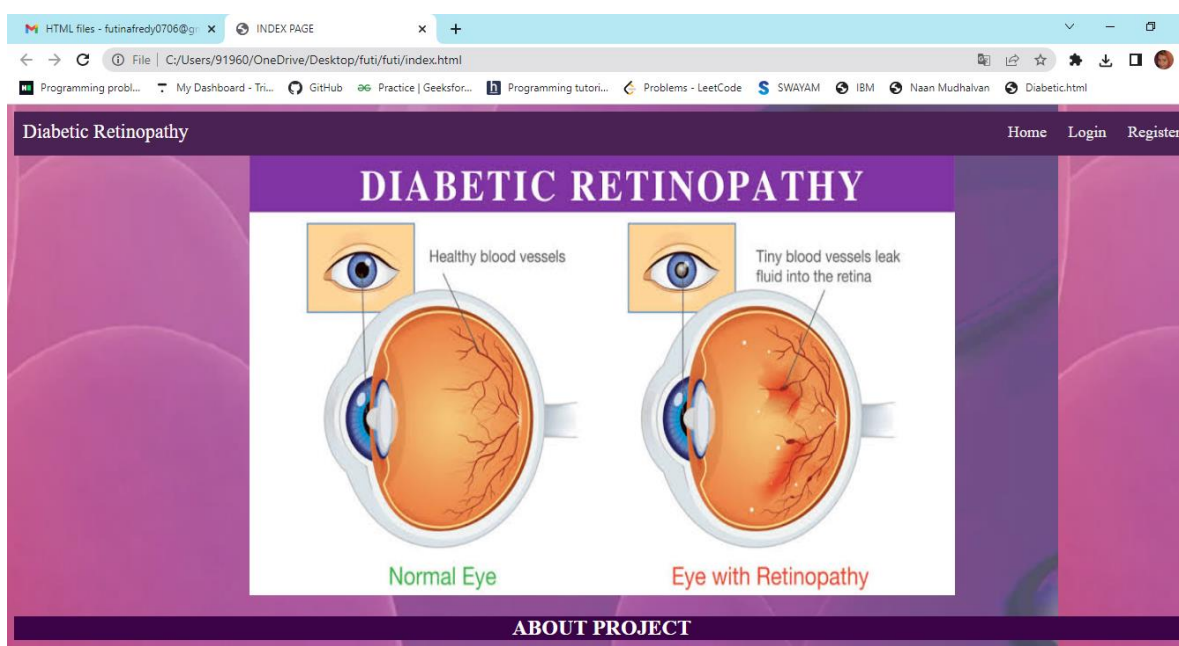 HTML files - futinafredy0706@gm
INDEX PAGE
File | C:/Users/91960/OneDrive/Desktop/futi/futi/index.html
Programming probl... My Dashboard - Tri... GitHub Practice | Geeksfor... Programming tutori... Problems - LeetCode SWAYAM IBM Naan Mudhalvan Diabetic.html
Diabetic Retinopathy Home Login Register
DIABETIC RETINOPATHY
Healthy blood vessels
Tiny blood vessels leak
fluid into the retina
Normal Eye
Eye with Retinopathy
ABOUT PROJECT